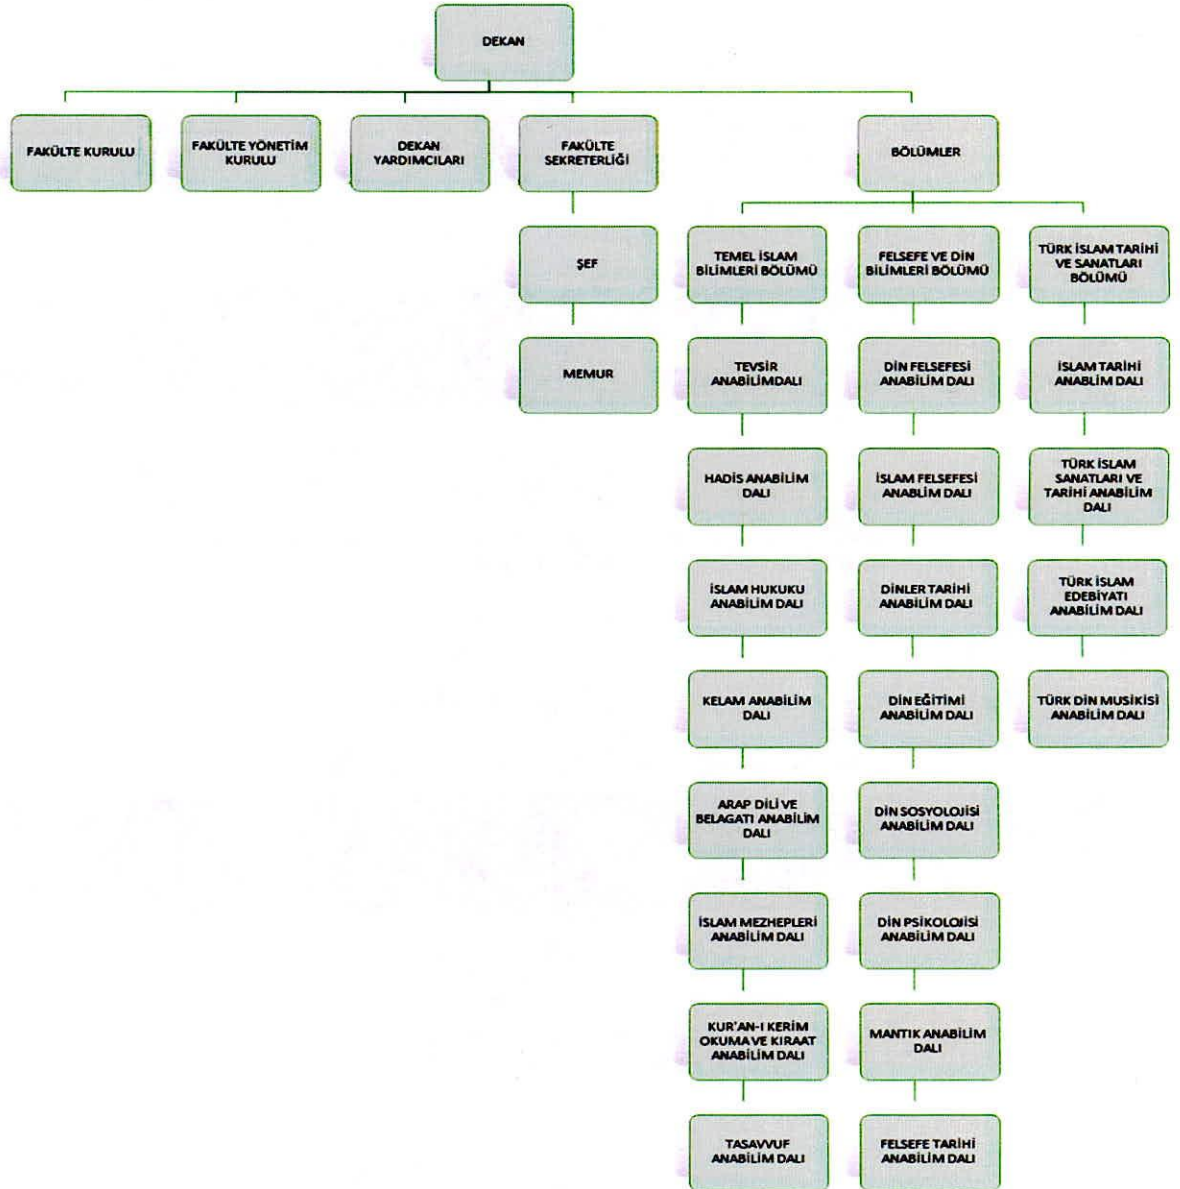 DEKAN
FAKÜLTE KURULU
FAKÜLTE YÖNETİM
KURULU
DEKAN
YARDIMCILARI
FAKÜLTE
SEKRETERLİĞİ
BÖLÜMLER
ŞEF
MEMUR
TEMEL İSLAM
BİLİMLERİ BÖLÜMÜ
TEVSİR
ANABİLİMDALI
HADİS ANABİLİM
DALI
İSLAM HUKUKU
ANABİLİM DALI
KELAM ANABİLİM
DALI
ARAP DİLİ VE
BELAGATI ANABİLİM
DALI
İSLAM MEZHEPLERİ
ANABİLİM DALI
KUR'AN-I KERİM
OKUMA VE KIRAAT
ANABİLİM DALI
TASAVVUF
ANABİLİM DALI
FELSEFE VE DİN
BİLİMLERİ BÖLÜMÜ
DİN FELSEFESİ
ANABİLİM DALI
İSLAM FELSEFESİ
ANABLİM DALI
DİNLER TARİHİ
ANABİLİM DALI
DİN EĞİTİMİ
ANABİLİM DALI
DİN SOSYOLOJİSİ
ANABİLİM DALI
DİN PSİKOLOJİSİ
ANABİLİM DALI
MANTIK ANABİLİM
DALI
FELSEFE TARİHİ
ANABİLİM DALI
TÜRK İSLAM TARİHİ
VE SANATLARI
BÖLÜMÜ
İSLAM TARİHİ
ANABLİM DALI
TÜRK İSLAM
SANATLARI VE
TARİHİ ANABİLİM
DALI
TÜRK İSLAM
EDEBİYATI
ANABİLİM DALI
TÜRK DİN MUSIKİSI
ANABİLİM DALI